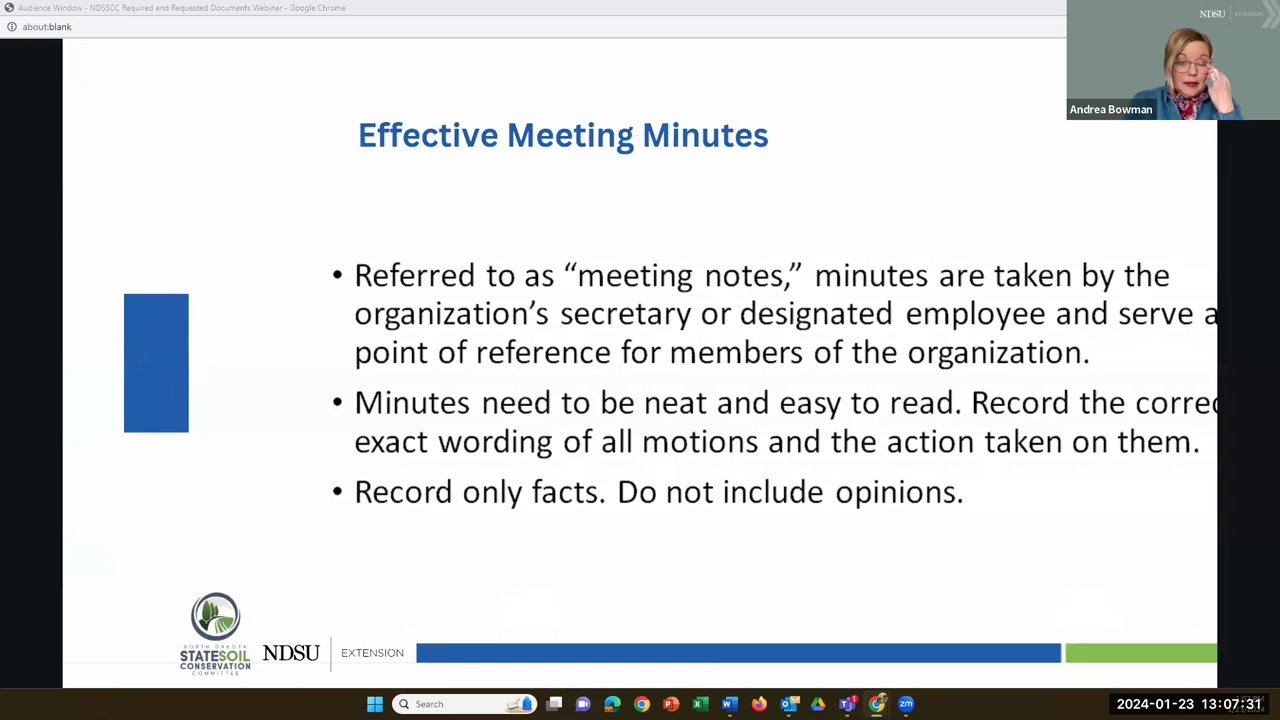 Audience Window - NDSSCC Required and Requested Documents Webinar - Google Chrome
about:blank
NDSU EXTENSION
Andrea Bowman
Effective Meeting Minutes
• Referred to as “meeting notes,” minutes are taken by the
organization’s secretary or designated employee and serve a
point of reference for members of the organization.
• Minutes need to be neat and easy to read. Record the correc
exact wording of all motions and the action taken on them.
• Record only facts. Do not include opinions.
NORTH DAKOTA
STATE SOIL
CONSERVATION
COMMITTEE
NDSU EXTENSION
Search
2024-01-23 13:07:31